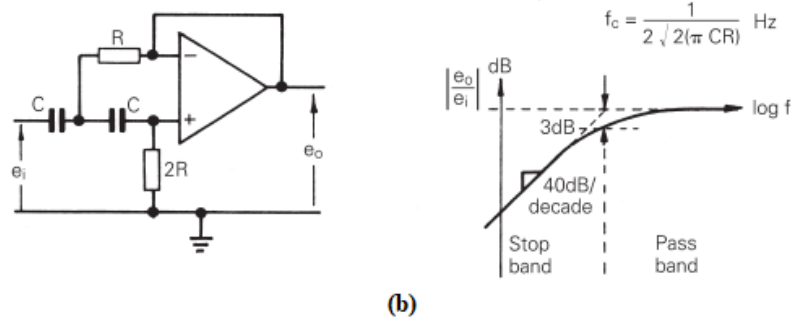 R
C
C
2R
e_i
e_o
f_c = 1 / 2 √2(π CR) Hz
|e_o/e_i| dB
log f
3dB
40dB/
decade
Stop
band
Pass
band
(b)